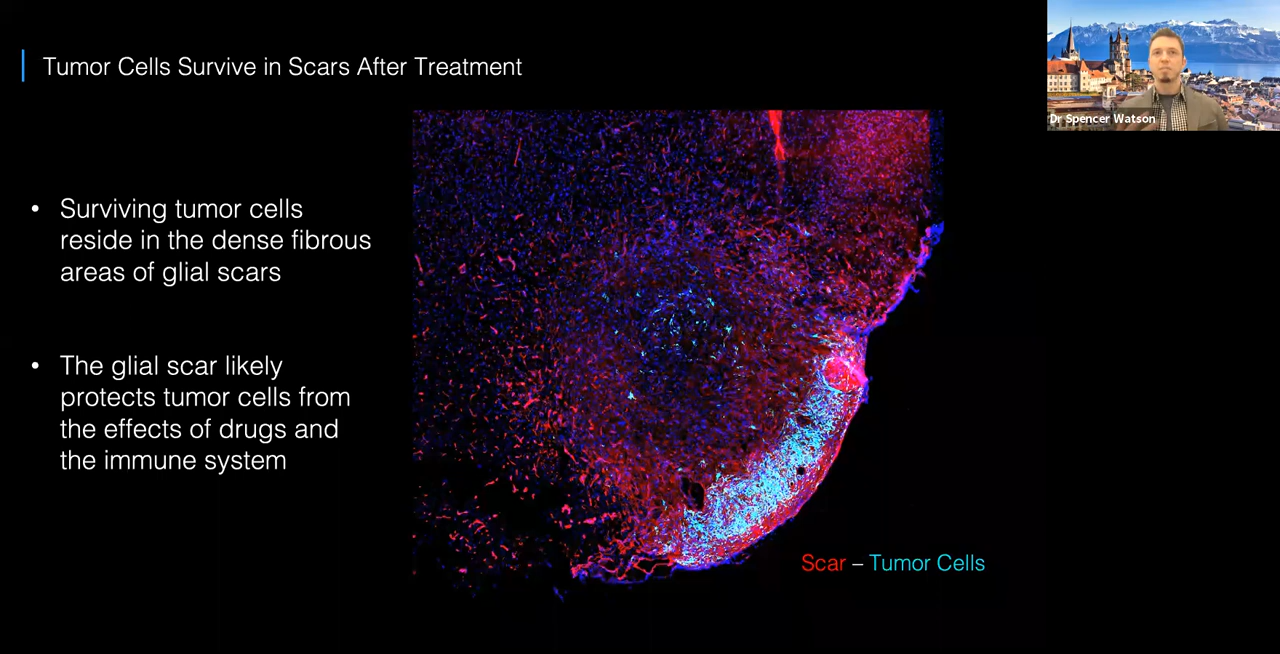 Tumor Cells Survive in Scars After Treatment
Dr Spencer Watson
• Surviving tumor cells
reside in the dense fibrous
areas of glial scars
• The glial scar likely
protects tumor cells from
the effects of drugs and
the immune system
Scar – Tumor Cells